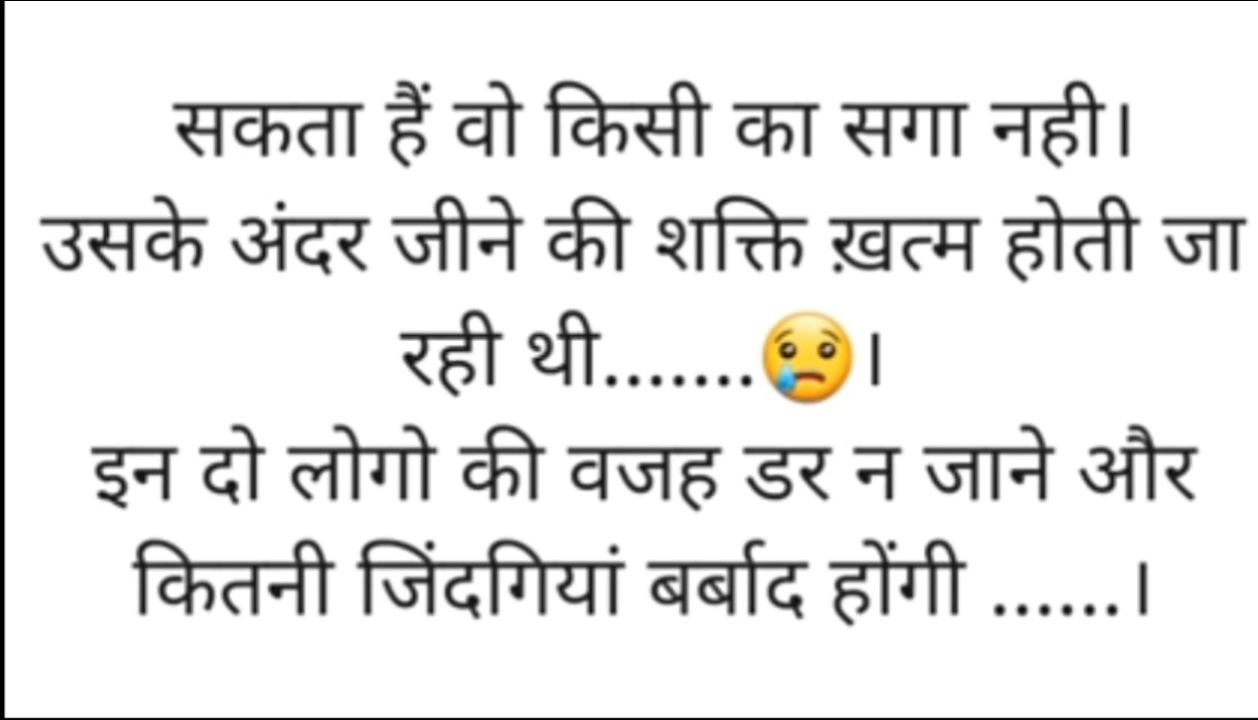 सकता हैं वो किसी का सगा नही।
उसके अंदर जीने की शक्ति ख़त्म होती जा
रही थी.......😢।
इन दो लोगो की वजह डर न जाने और
कितनी जिंदगियां बर्बाद होंगी ......।